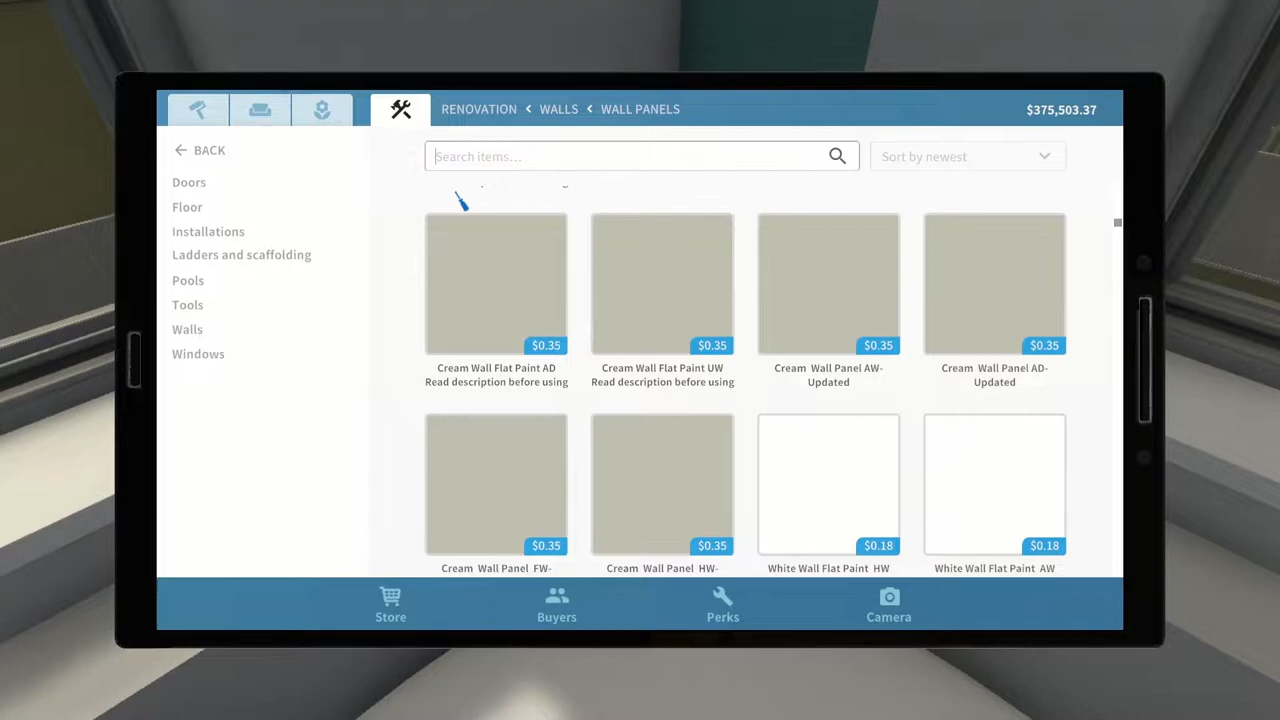 RENOVATION < WALLS < WALL PANELS
$375,503.37
BACK
Search items...
Sort by newest
Doors
Floor
Installations
Ladders and scaffolding
Pools
Tools
Walls
Windows
$0.35
$0.35
$0.35
$0.35
Cream Wall Flat Paint AD
Read description before using
Cream Wall Flat Paint UW
Read description before using
Cream Wall Panel AW-
Updated
Cream Wall Panel AD-
Updated
$0.35
$0.35
$0.18
$0.18
Cream Wall Panel FW-
Cream Wall Panel HW-
White Wall Flat Paint HW
White Wall Flat Paint AW
Store
Buyers
Perks
Camera